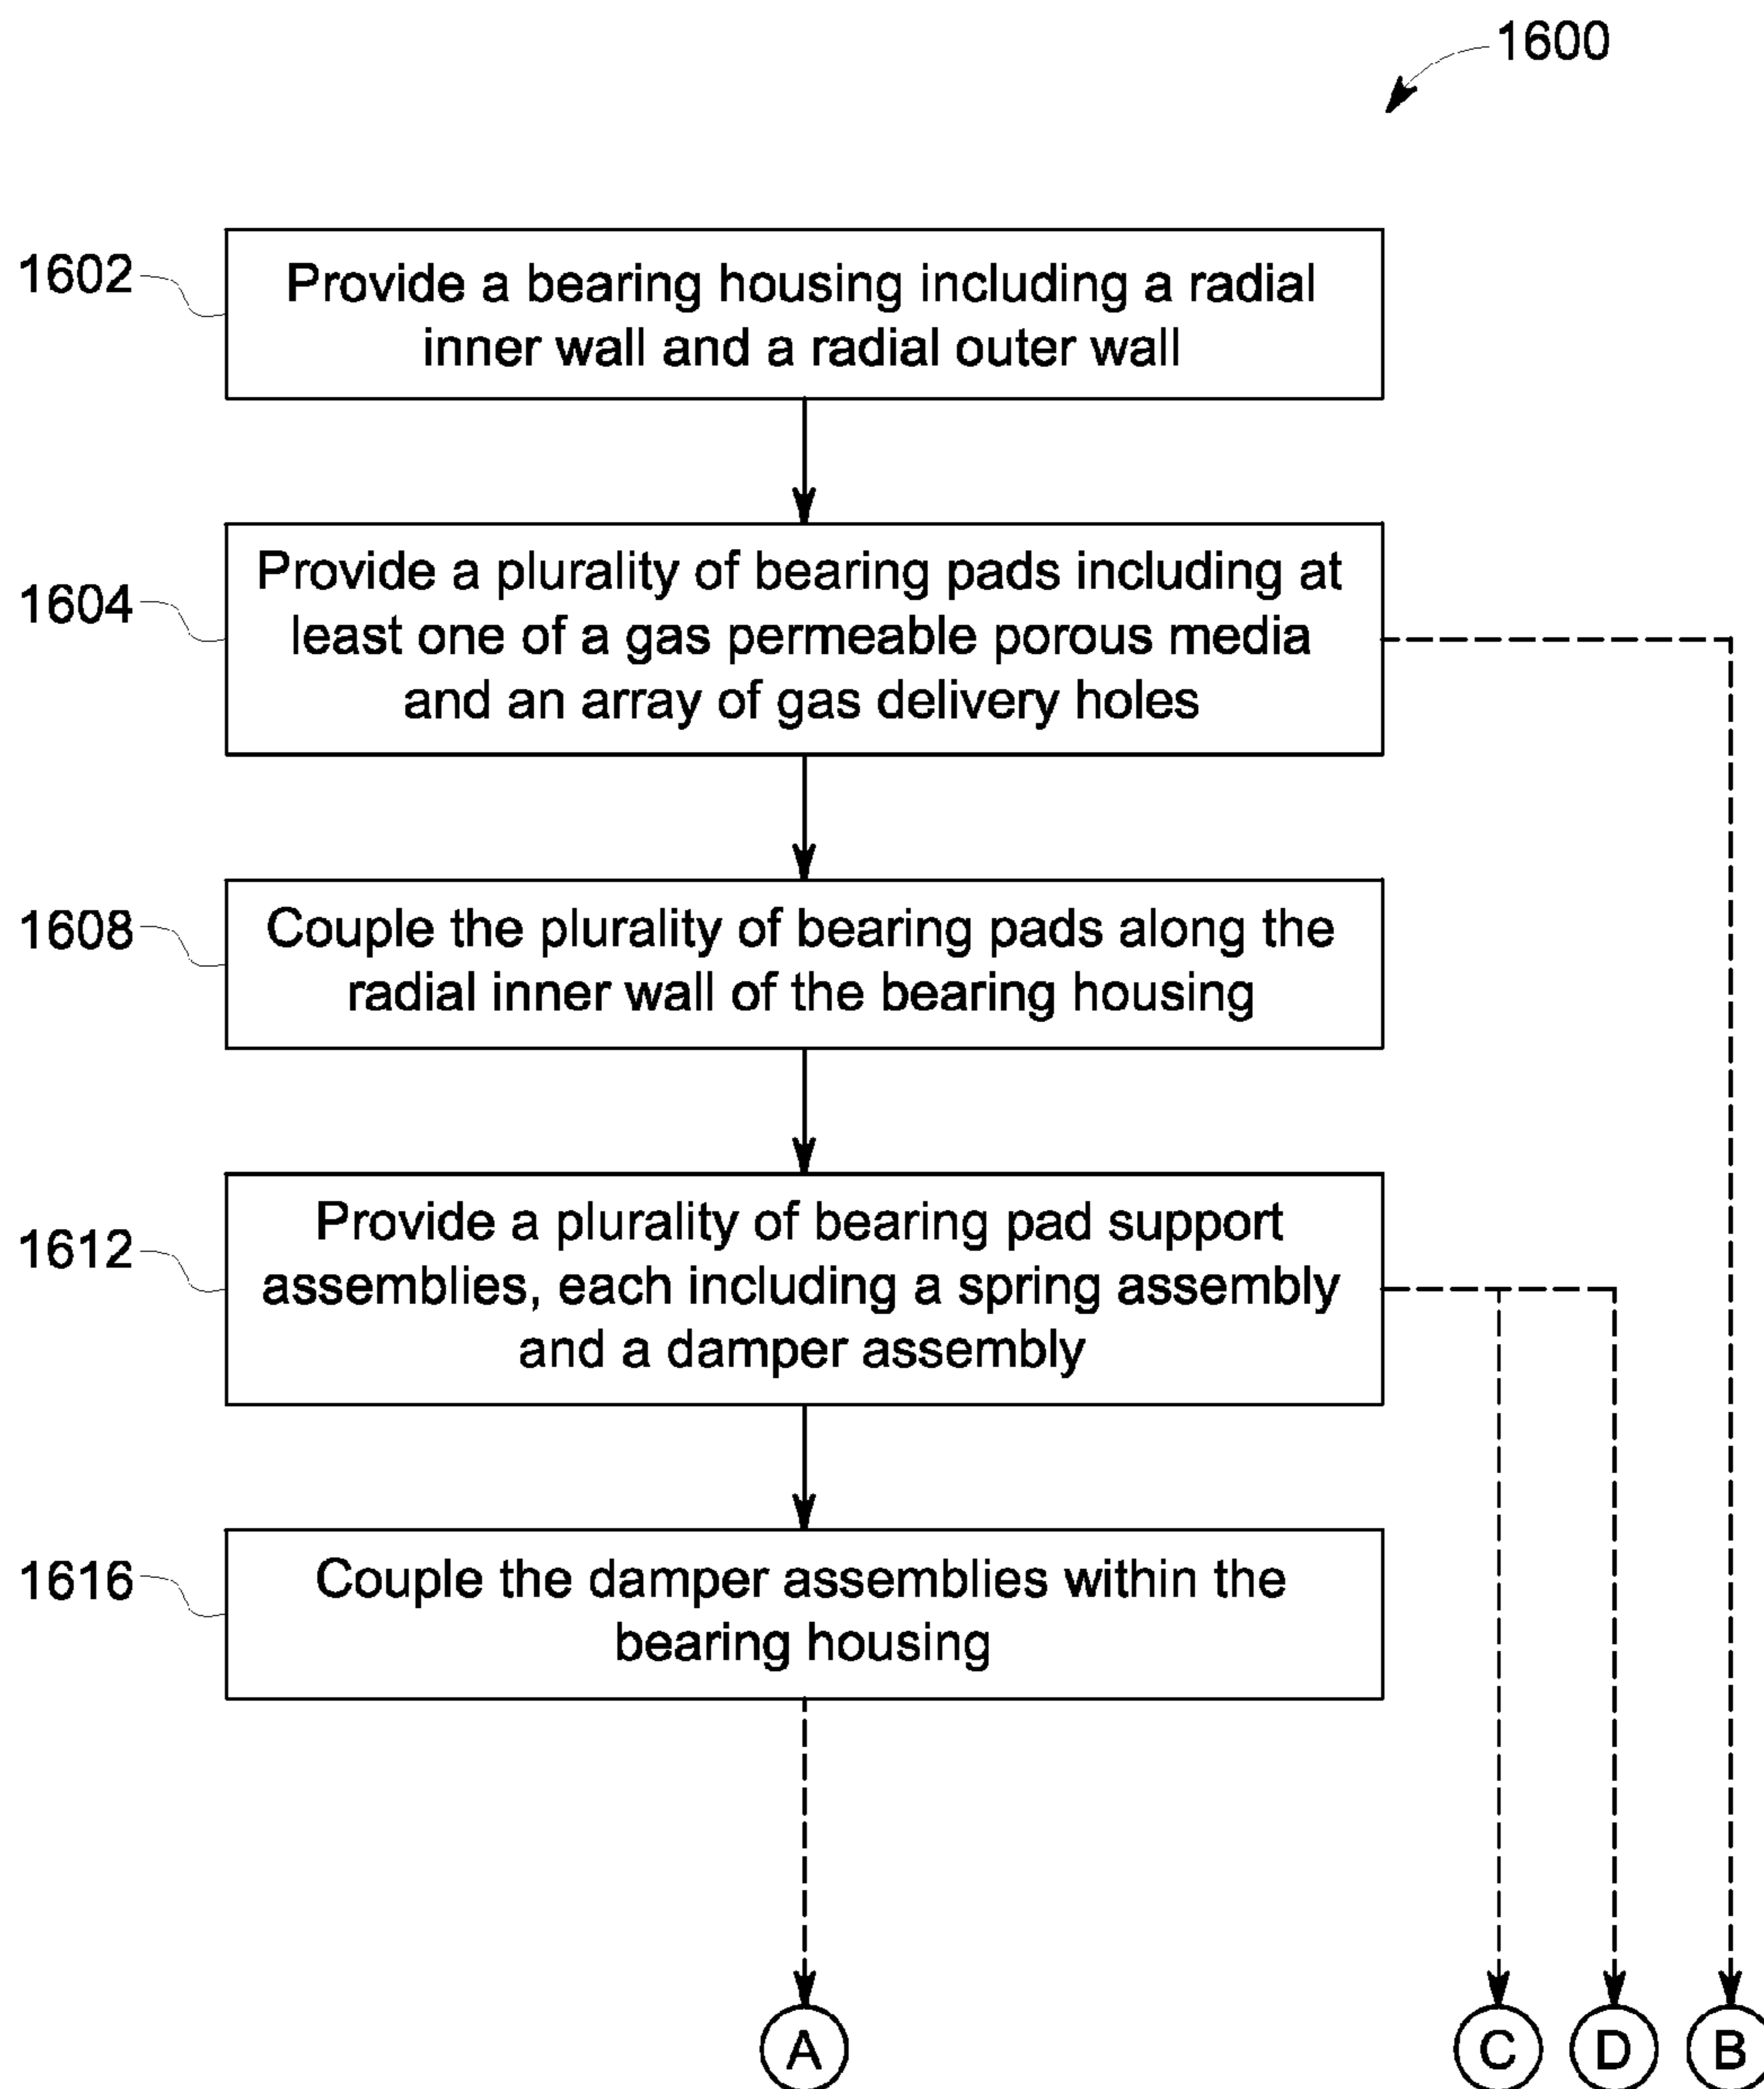 1600
1602
Provide a bearing housing including a radial
inner wall and a radial outer wall
1604
Provide a plurality of bearing pads including at
least one of a gas permeable porous media
and an array of gas delivery holes
1608
Couple the plurality of bearing pads along the
radial inner wall of the bearing housing
1612
Provide a plurality of bearing pad support
assemblies, each including a spring assembly
and a damper assembly
1616
Couple the damper assemblies within the
bearing housing
A
C
D
B